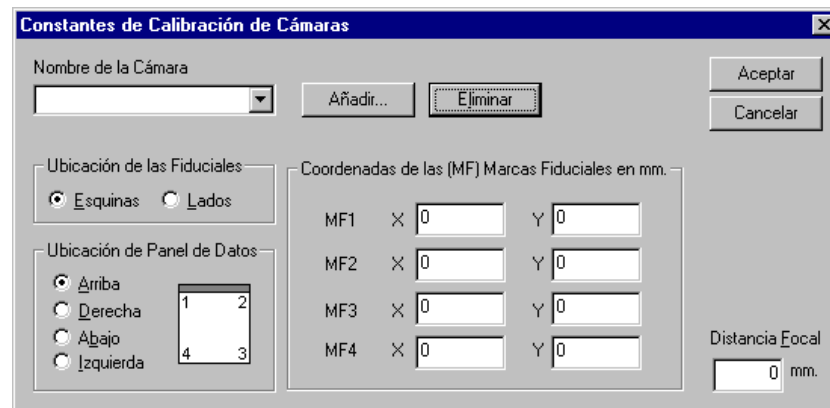 Constantes de Calibración de Cámaras
Nombre de la Cámara
Añadir...
Eliminar
Aceptar
Cancelar
Ubicación de las Fiduciales
Esquinas
Lados
Ubicación de Panel de Datos
Arriba
Derecha
Abajo
Izquierda
1 2
4 3
Coordenadas de las (MF) Marcas Fiduciales en mm.
MF1 X 0 Y 0
MF2 X 0 Y 0
MF3 X 0 Y 0
MF4 X 0 Y 0
Distancia Focal
0 mm.